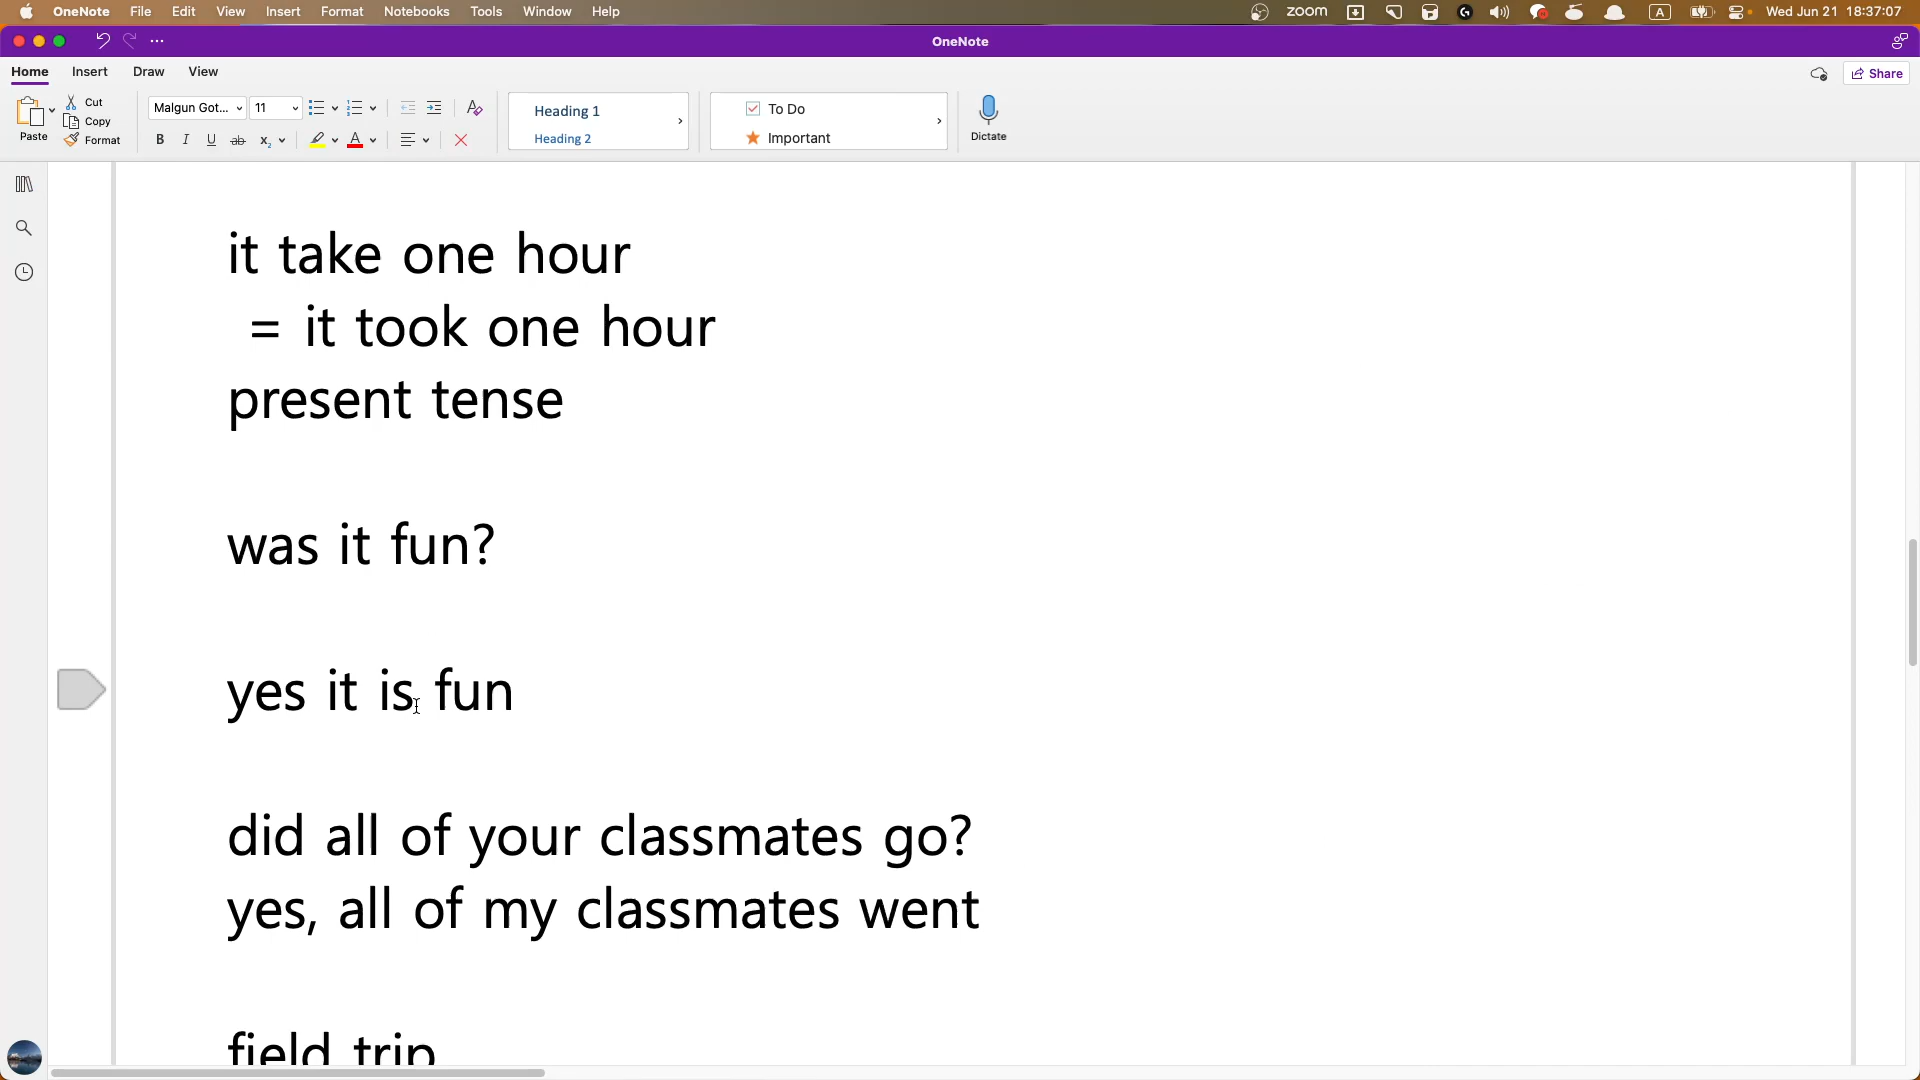 OneNote File Edit View Insert Format Notebooks Tools Window Help zoom A Wed Jun 21 18:37:07
OneNote
Home Insert Draw View Share
Paste Cut Copy Format
Malgun Got... 11
B I U ab x₂ A
Heading 1
Heading 2
To Do
Important
Dictate
it take one hour
= it took one hour
present tense
was it fun?
yes it is fun
did all of your classmates go?
yes, all of my classmates went
field trip